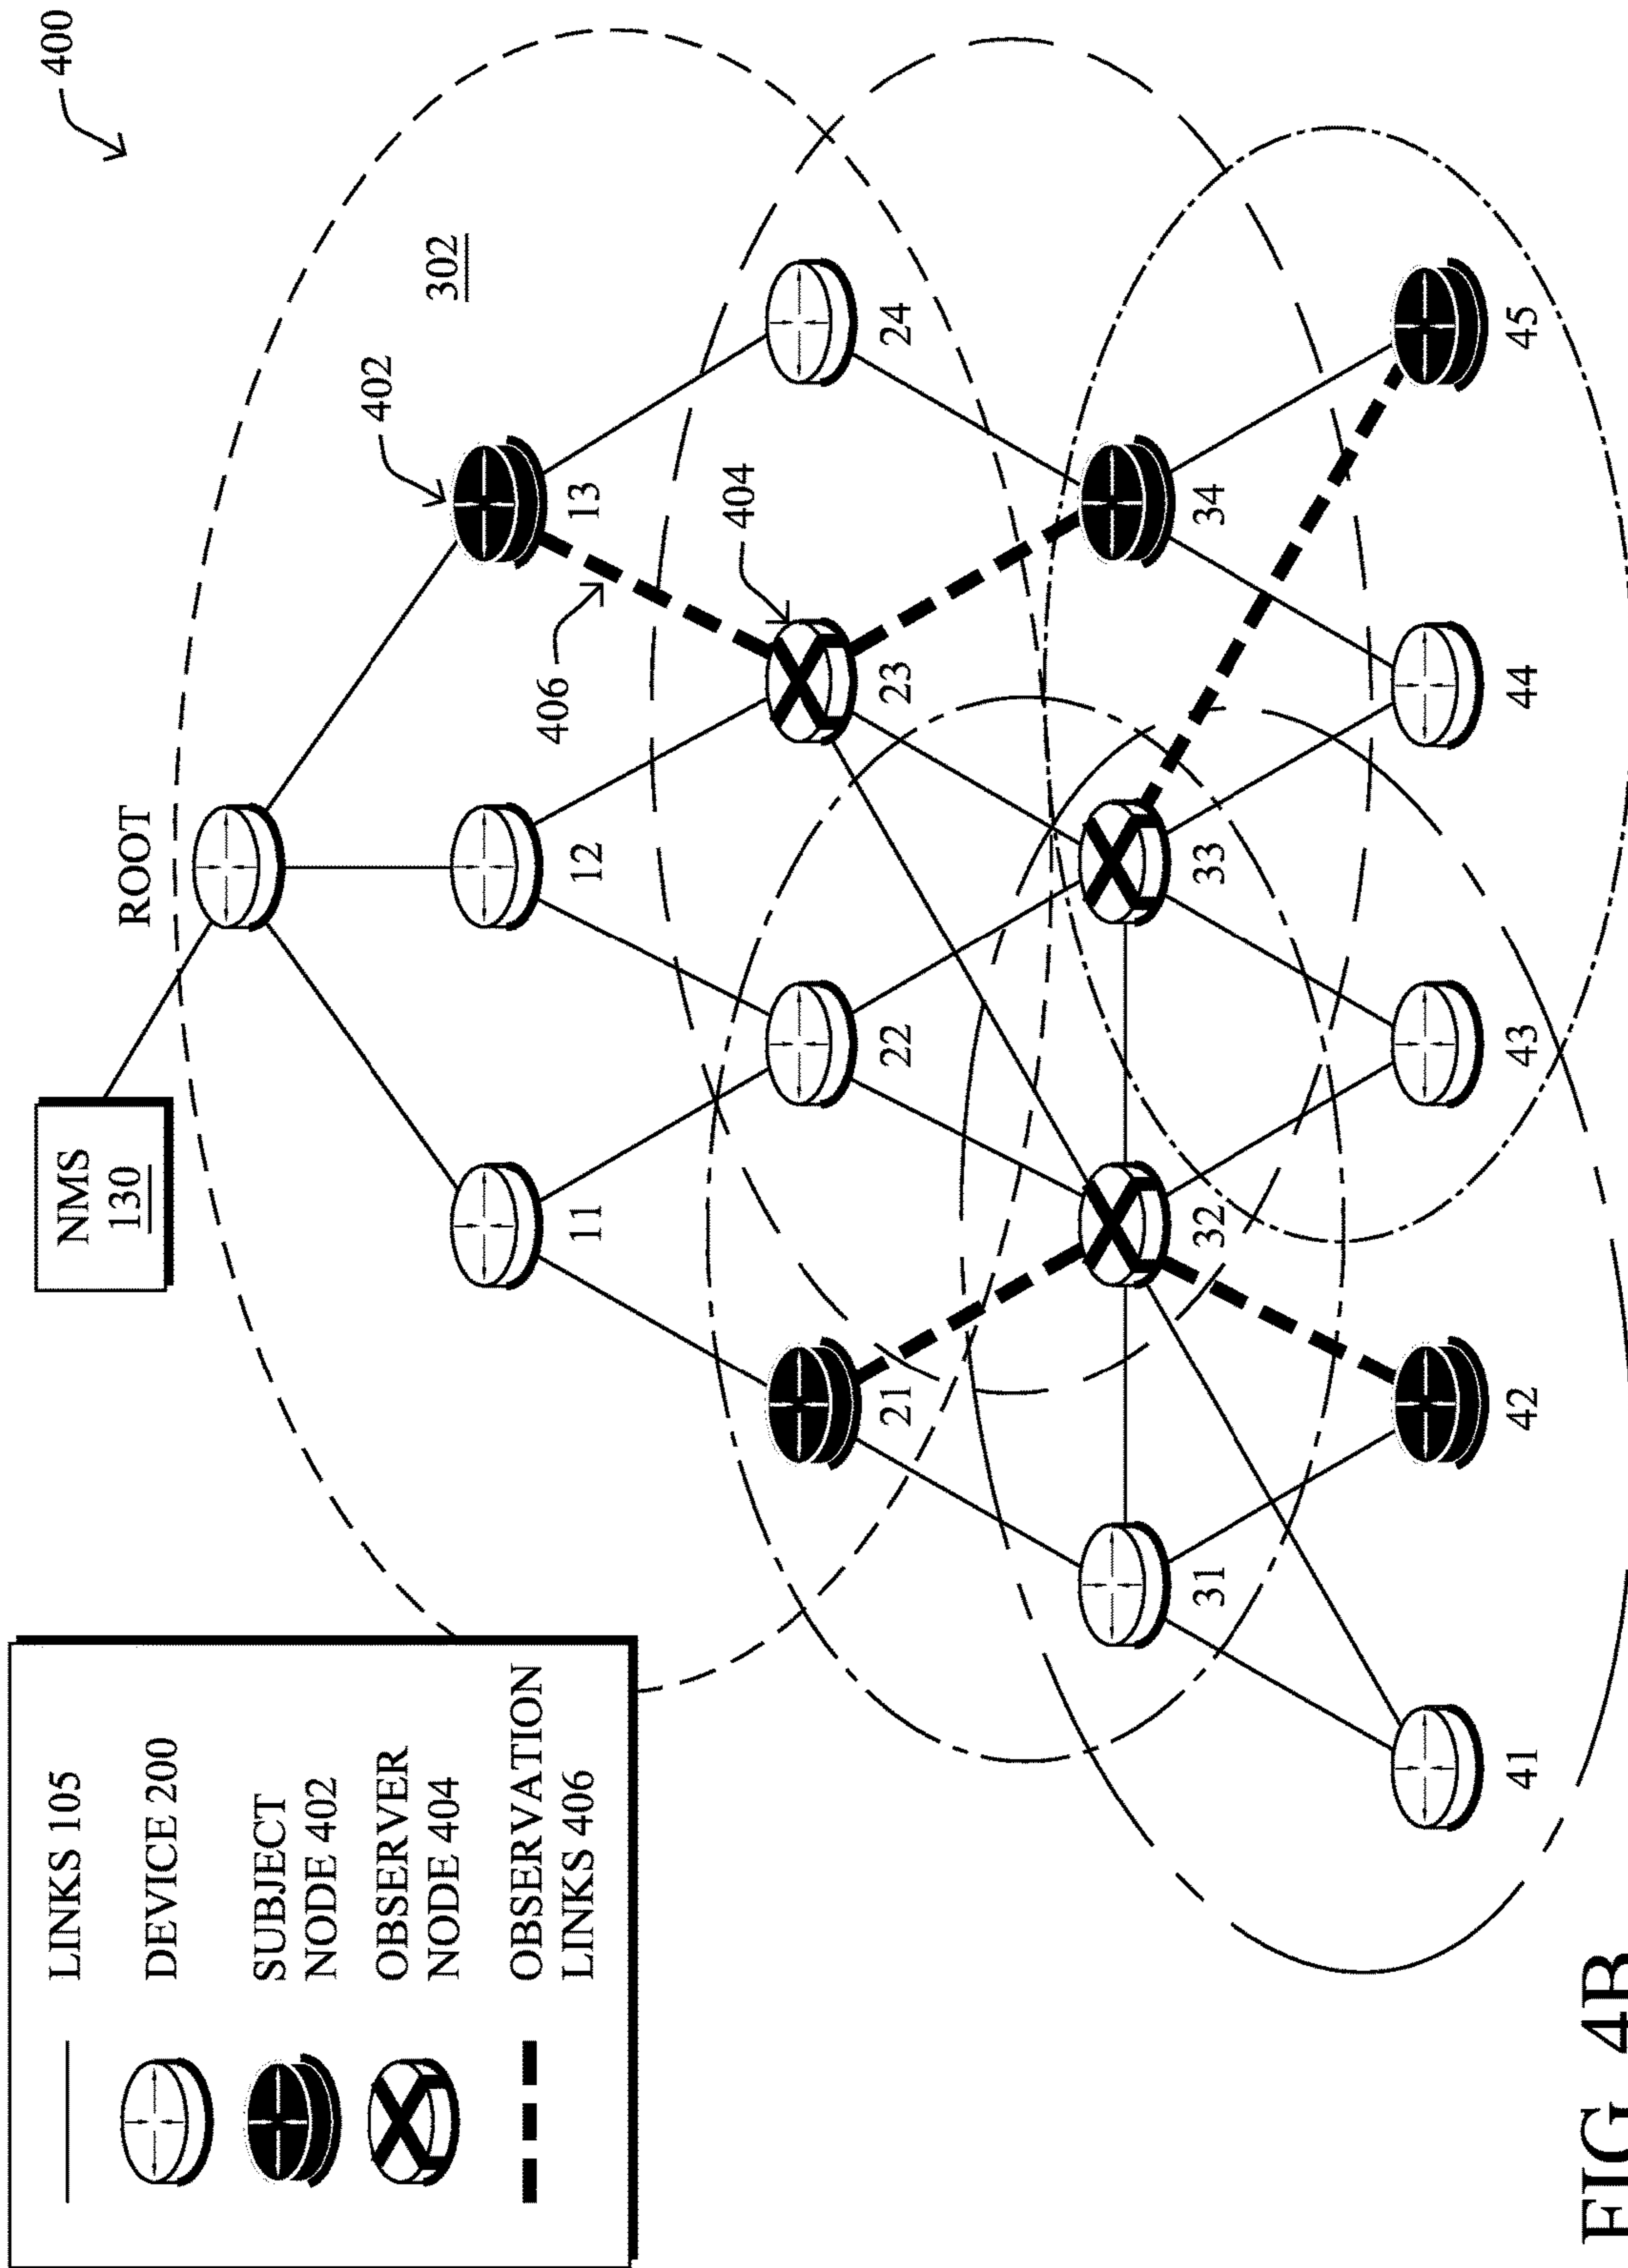 400
NMS
130
ROOT
302
402
11
12
13
406
404
21
22
23
24
31
32
33
34
41
42
43
44
45
LINKS 105
DEVICE 200
SUBJECT
NODE 402
OBSERVER
NODE 404
OBSERVATION
LINKS 406
FIG. 4B